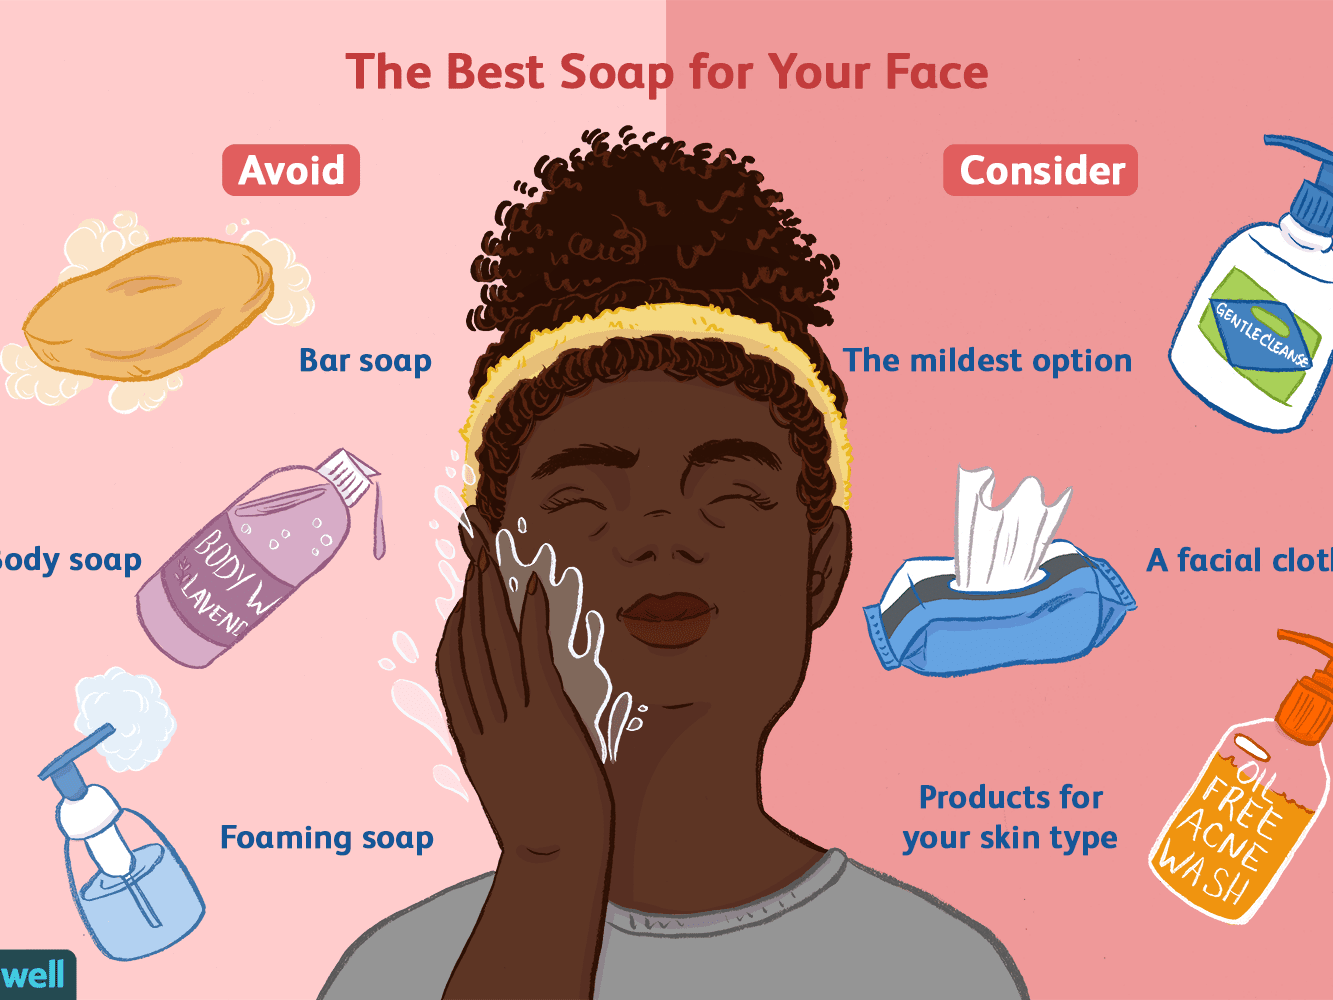 The Best Soap for Your Face
Avoid
Consider
GENTLE CLEANSE
Bar soap
The mildest option
BODY W
LAVEN
ody soap
A facial clot
OIL
FREE
ACNE
WASH
Products for
your skin type
Foaming soap
well